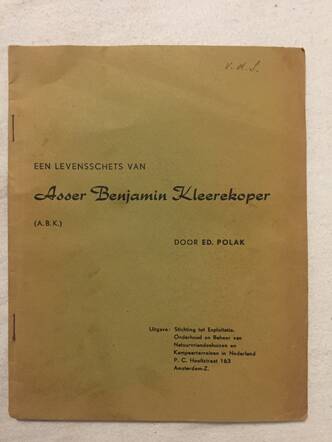 v. d. S.
EEN LEVENSSCHETS VAN
Asser Benjamin Kleerekoper
(A.B.K.)
DOOR ED. POLAK
Uitgave: Stichting tot Exploitatie,
Onderhoud en Beheer van
Natuurvriendenhuizen en
Kampeerterreinen in Nederland
P. C. Hooftstraat 163
Amsterdam-Z.